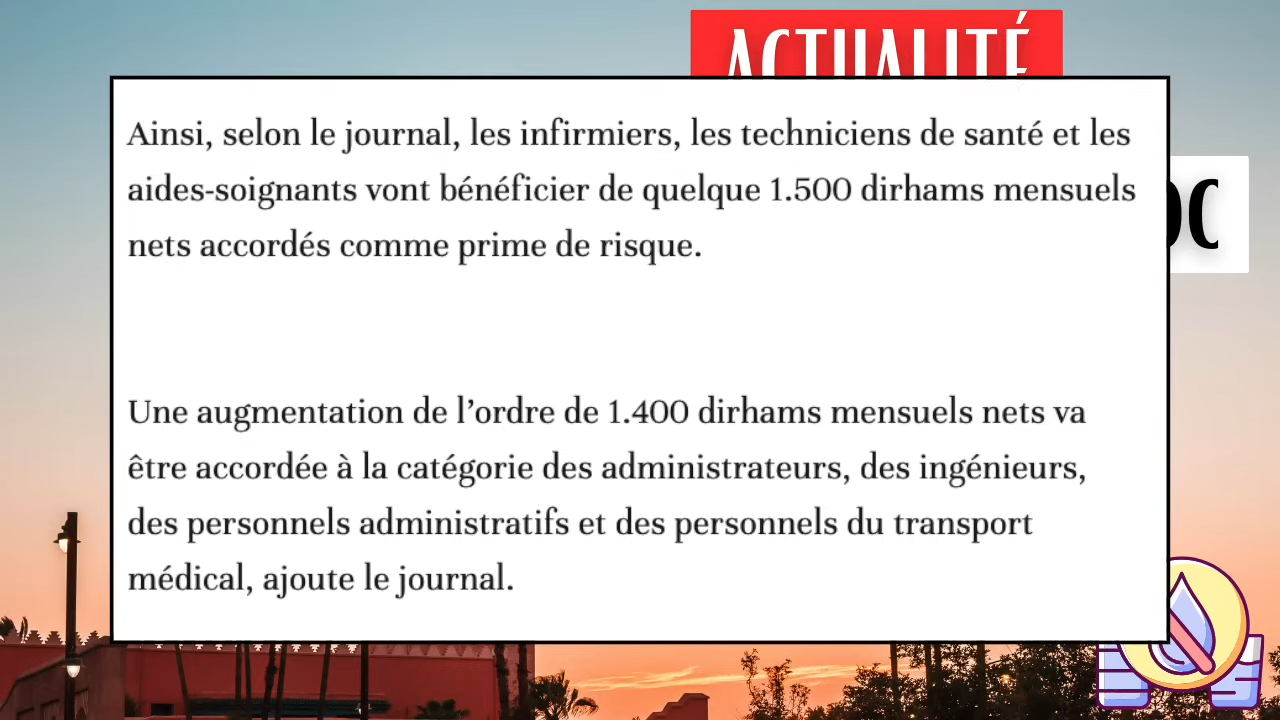 ACTUALITÉ
Ainsi, selon le journal, les infirmiers, les techniciens de santé et les
aides-soignants vont bénéficier de quelque 1.500 dirhams mensuels
nets accordés comme prime de risque.
Une augmentation de l’ordre de 1.400 dirhams mensuels nets va
être accordée à la catégorie des administrateurs, des ingénieurs,
des personnels administratifs et des personnels du transport
médical, ajoute le journal.